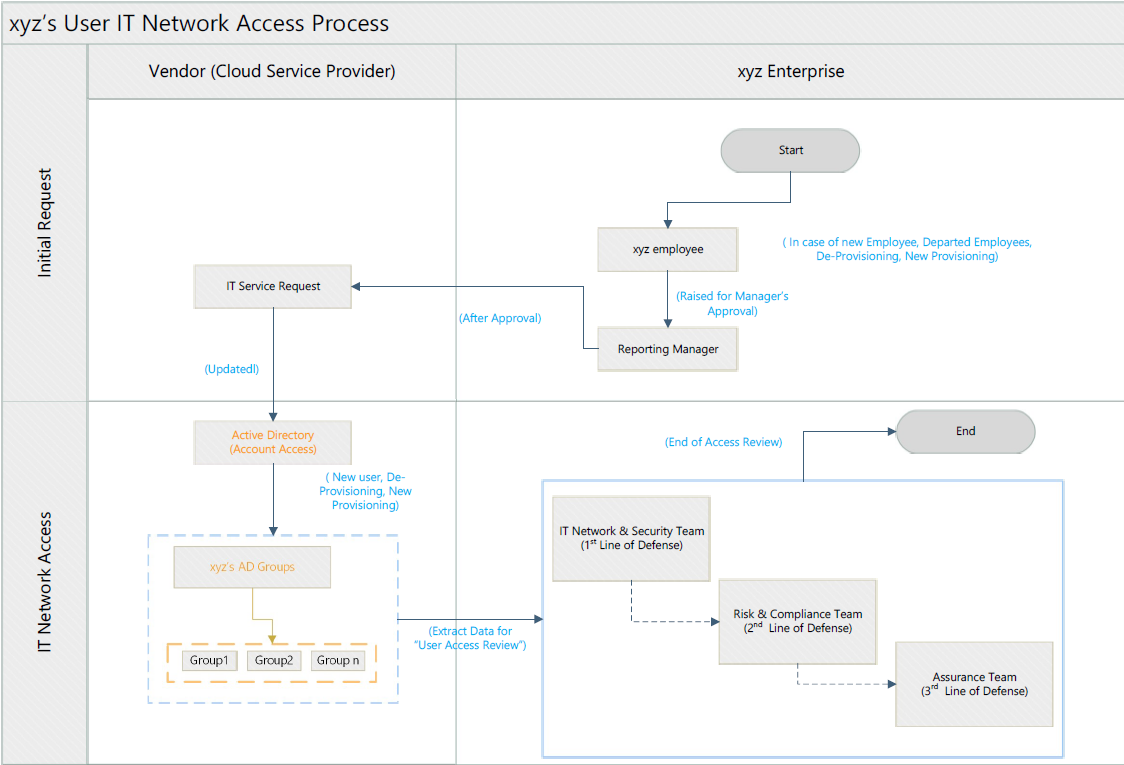 xyz’s User IT Network Access Process
Vendor (Cloud Service Provider)
xyz Enterprise
Initial Request
Start
xyz employee
( In case of new Employee, Departed Employees,
De-Provisioning, New Provisioning)
IT Service Request
(Raised for Manager’s
Approval)
(After Approval)
Reporting Manager
(Updatedl)
IT Network Access
Active Directory
(Account Access)
(End of Access Review)
End
( New user, De-
Provisioning, New
Provisioning)
IT Network & Security Team
(1st Line of Defense)
xyz’s AD Groups
Risk & Compliance Team
(2nd Line of Defense)
(Extract Data for
“User Access Review”)
Group1
Group2
Group n
Assurance Team
(3rd Line of Defense)